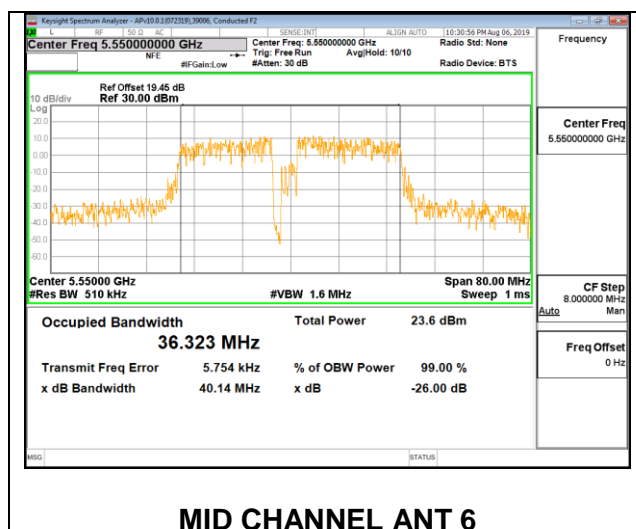 Keysight Spectrum Analyzer - APv10.0.1(072319),39006, Conducted F2
L RF 50 Ω AC SENSE:INT ALIGN AUTO 10:30:56 PM Aug 06, 2019
Center Freq 5.550000000 GHz
NFE
#IFGain:Low
Center Freq: 5.550000000 GHz
Trig: Free Run Avg|Hold: 10/10
#Atten: 30 dB
Radio Std: None
Radio Device: BTS
Frequency
Ref Offset 19.45 dB
10 dB/div Ref 30.00 dBm
Log
20.0
10.0
0.00
-10.0
-20.0
-30.0
-40.0
-50.0
-60.0
Center Freq
5.550000000 GHz
Center 5.55000 GHz Span 80.00 MHz
#Res BW 510 kHz #VBW 1.6 MHz Sweep 1 ms
CF Step
8.000000 MHz
Auto Man
Freq Offset
0 Hz
Occupied Bandwidth Total Power 23.6 dBm
36.323 MHz
Transmit Freq Error 5.754 kHz % of OBW Power 99.00 %
x dB Bandwidth 40.14 MHz x dB -26.00 dB
MSG STATUS
MID CHANNEL ANT 6